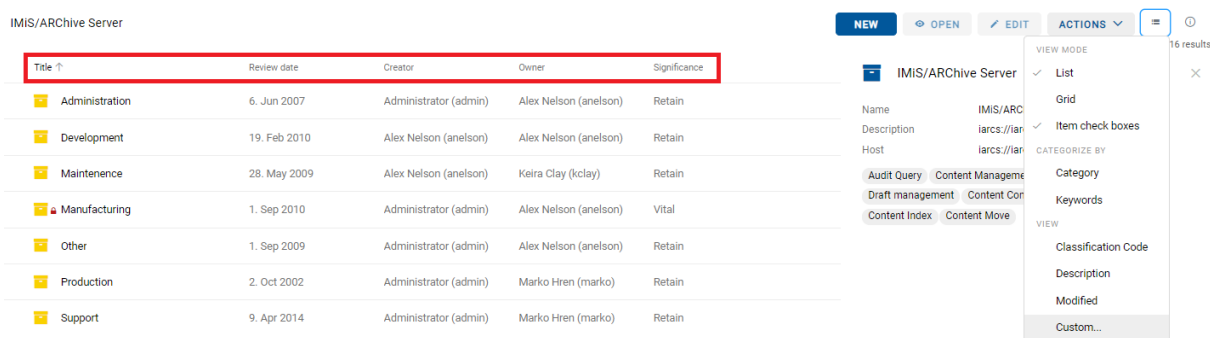 IMiS/ARChive Server
NEW OPEN EDIT ACTIONS
16 results
Title Review date Creator Owner Significance
Administration 6. Jun 2007 Administrator (admin) Alex Nelson (anelson) Retain
Development 19. Feb 2010 Alex Nelson (anelson) Alex Nelson (anelson) Retain
Maintenence 28. May 2009 Alex Nelson (anelson) Keira Clay (kclay) Retain
Manufacturing 1. Sep 2010 Administrator (admin) Alex Nelson (anelson) Vital
Other 1. Sep 2009 Administrator (admin) Alex Nelson (anelson) Retain
Production 2. Oct 2002 Administrator (admin) Marko Hren (marko) Retain
Support 9. Apr 2014 Administrator (admin) Marko Hren (marko) Retain
IMiS/ARChive Server
Name IMiS/ARC
Description iarcs://iar
Host iarcs://iar
Audit Query Content Manageme
Draft management Content Con
Content Index Content Move
VIEW MODE
List
Grid
Item check boxes
CATEGORIZE BY
Category
Keywords
VIEW
Classification Code
Description
Modified
Custom...